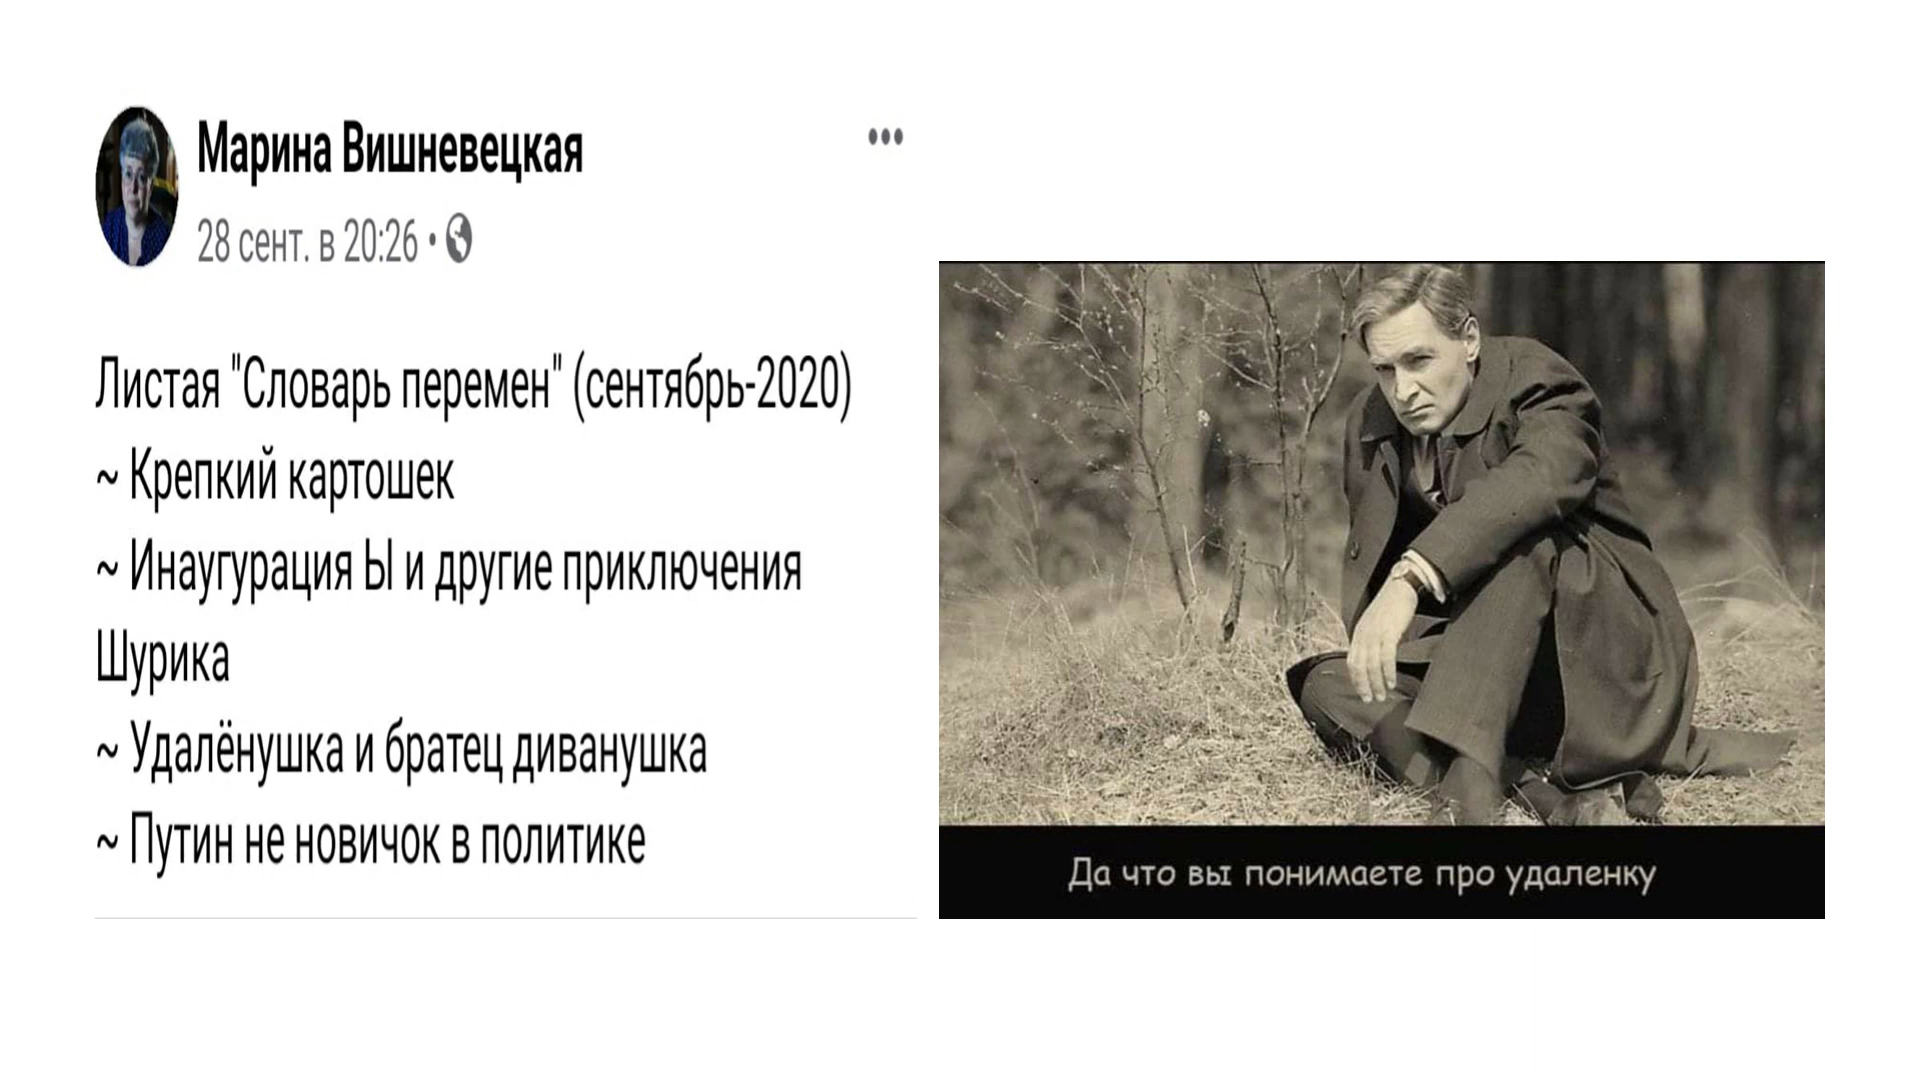 Марина Вишневецкая
28 сент. в 20:26 •
Листая "Словарь перемен" (сентябрь-2020)
~ Крепкий картошек
~ Инаугурация Ы и другие приключения
Шурика
~ Удалёнушка и братец диванушка
~ Путин не новичок в политике
Да что вы понимаете про удаленку